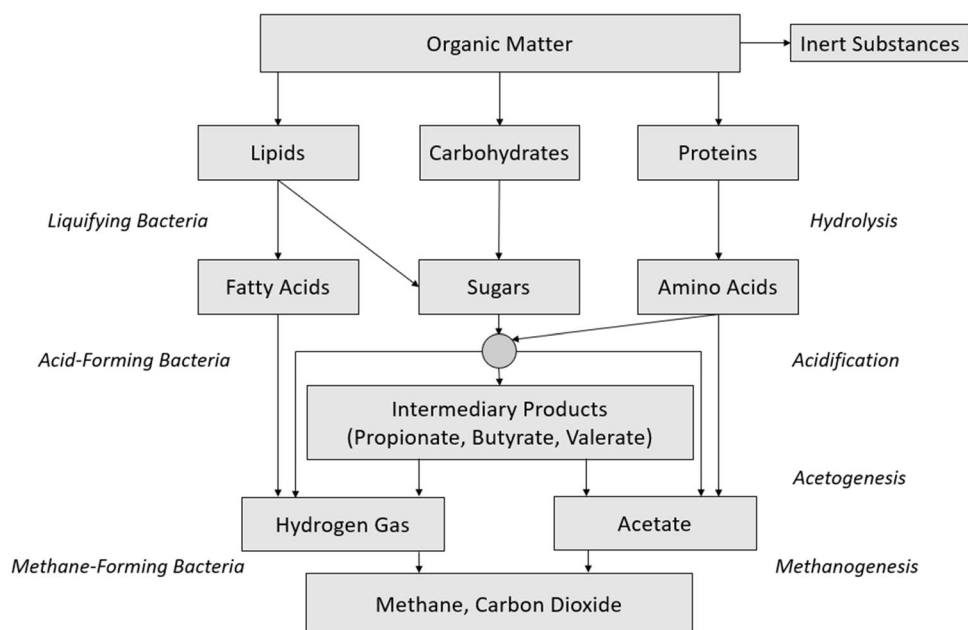 Organic Matter
Inert Substances
Lipids
Carbohydrates
Proteins
Liquifying Bacteria
Hydrolysis
Fatty Acids
Sugars
Amino Acids
Acid-Forming Bacteria
Acidification
Intermediary Products
(Propionate, Butyrate, Valerate)
Acetogenesis
Hydrogen Gas
Acetate
Methane-Forming Bacteria
Methanogenesis
Methane, Carbon Dioxide